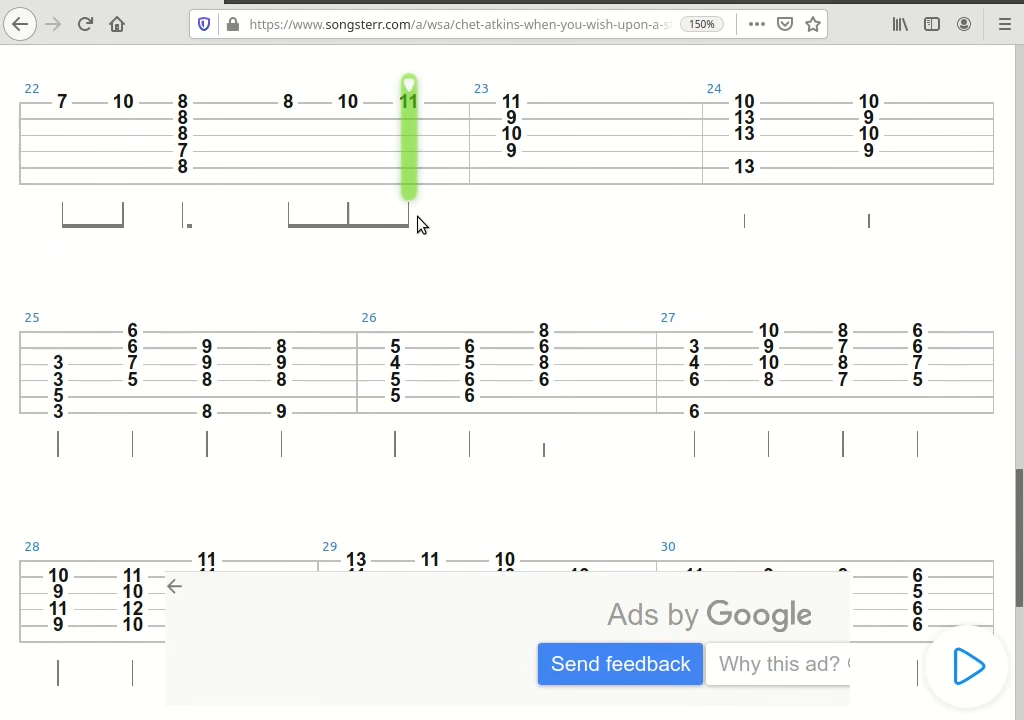 https://www.songsterr.com/a/wsa/chet-atkins-when-you-wish-upon-a-s
150%
22 23 24
7 10 8 8 10 11 11 10 10
8 9 13 9
8 10 13 10
7 9 9
8 13
25 26 27
6 8 10 8 6
6 9 8 5 6 6 3 9 7 6
3 7 9 9 4 5 8 4 10 8 7
3 5 8 8 5 6 6 6 8 7 5
5 5 6
3 8 9 6
28 29 30
11 13 11 10
10 11 6
9 10 5
11 12 6
9 10 6
Ads by Google
Send feedback
Why this ad?